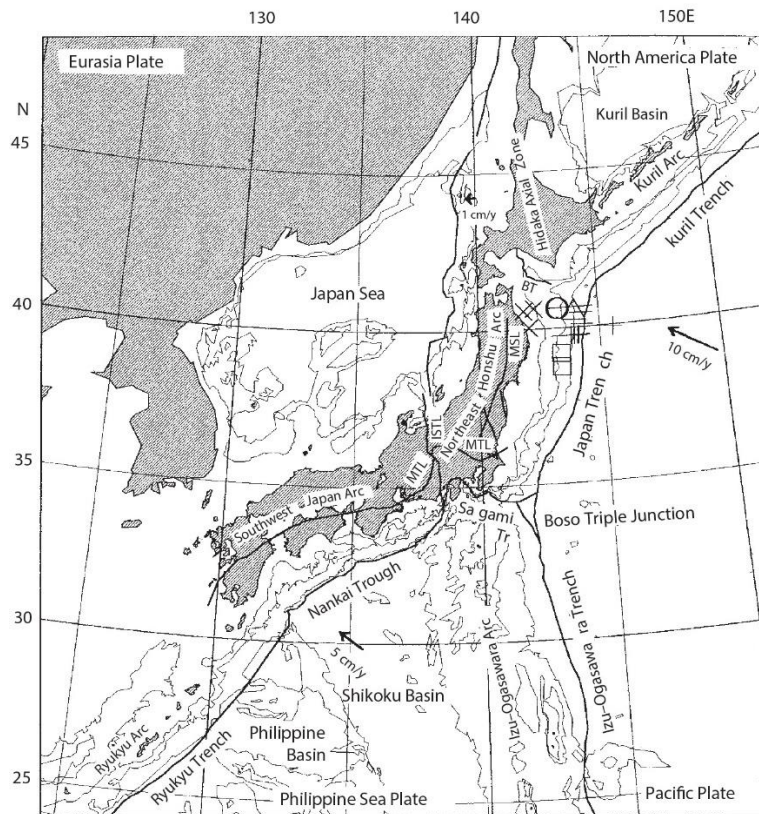 130
140
150E
Eurasia Plate
North America Plate
N
Kuril Basin
45
Hidaka Axial Zone
Kuril Arc
kuril Trench
1 cm/y
BT
Japan Sea
40
Northeast Honshu Arc
MSL
10 cm/y
Japan Tren ch
ISTL
MTL
MTL
35
Southwest Japan Arc
Sa gami Tr
Boso Triple Junction
Nankai Trough
30
5 cm/y
Izu-Ogasawara Arc
Izu-Ogasawa ra Trench
Shikoku Basin
Ryukyu Arc
Philippine
Basin
Ryukyu Trench
25
Philippine Sea Plate
Pacific Plate